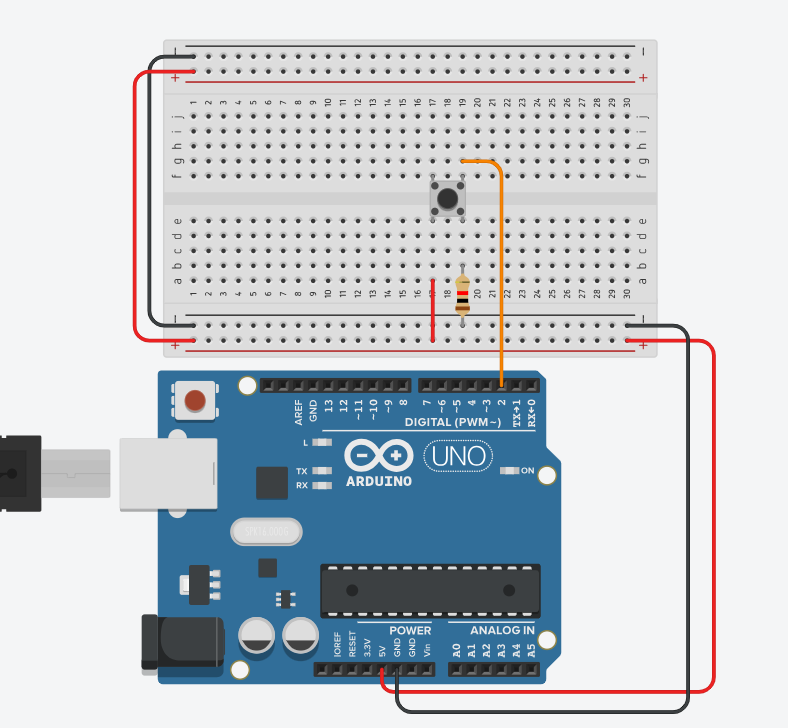 − −
+ +
1 2 3 4 5 6 7 8 9 10 11 12 13 14 15 16 17 18 19 20 21 22 23 24 25 26 27 28 29 30
j j
i i
h h
g g
f f
e e
d d
c c
b b
a a
1 2 3 4 5 6 7 8 9 10 11 12 13 14 15 16 17 18 20 21 22 23 24 25 26 27 28 29 30
− −
+ +
AREF GND 13 12 ~11 ~10 ~9 8 7 ~6 ~5 4 ~3 2 TX→1 RX←0
DIGITAL (PWM~)
L
TX
RX
UNO
ON
ARDUINO
POWER ANALOG IN
IOREF RESET 3.3V 5V GND GND Vin A0 A1 A2 A3 A4 A5